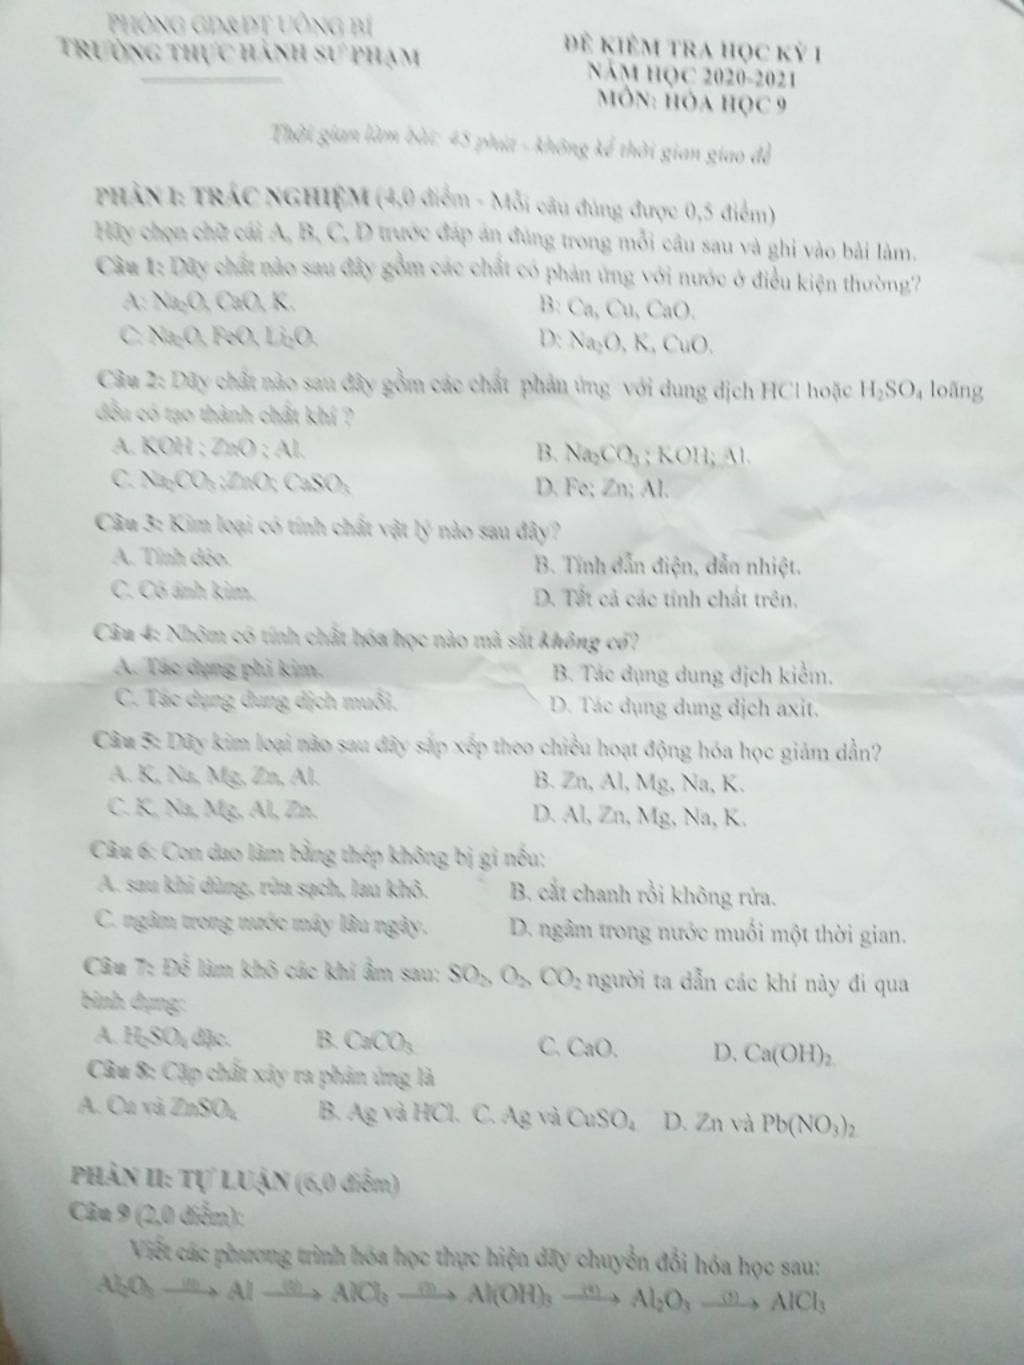 PHÒNG GD&ĐT UÔNG BÍ
TRƯỜNG THỰC HÀNH SƯ PHẠM
ĐỀ KIỂM TRA HỌC KỲ I
NĂM HỌC 2020-2021
MÔN: HÓA HỌC 9
Thời gian làm bài: 45 phút - không kể thời gian giao đề
PHẦN I: TRẮC NGHIỆM (4,0 điểm - Mỗi câu đúng được 0,5 điểm)
Hãy chọn chữ cái A, B, C, D trước đáp án đúng trong mỗi câu sau và ghi vào bài làm.
Câu 1: Dãy chất nào sau đây gồm các chất có phản ứng với nước ở điều kiện thường?
A: Na₂O, CaO, K. B: Ca, Cu, CaO.
C: Na₂O, FeO, Li₂O. D: Na₂O, K, CuO.
Câu 2: Dãy chất nào sau đây gồm các chất phản ứng với dung dịch HCl hoặc H₂SO₄ loãng
đều có tạo thành chất khí ?
A. KOH ; ZnO ; Al. B. Na₂CO₃ ; KOH; Al.
C. Na₂CO₃ ;ZnO; CaSO₃ D. Fe; Zn; Al.
Câu 3: Kim loại có tính chất vật lý nào sau đây?
A. Tính dẻo. B. Tính dẫn điện, dẫn nhiệt.
C. Có ánh kim. D. Tất cả các tính chất trên.
Câu 4: Nhôm có tính chất hóa học nào mà sắt không có?
A. Tác dụng phi kim. B. Tác dụng dung dịch kiềm.
C. Tác dụng dung dịch muối. D. Tác dụng dung dịch axit.
Câu 5: Dãy kim loại nào sau đây sắp xếp theo chiều hoạt động hóa học giảm dần?
A. K, Na, Mg, Zn, Al. B. Zn, Al, Mg, Na, K.
C. K, Na, Mg, Al, Zn. D. Al, Zn, Mg, Na, K.
Câu 6: Con dao làm bằng thép không bị gỉ nếu:
A. sau khi dùng, rửa sạch, lau khô. B. cắt chanh rồi không rửa.
C. ngâm trong nước máy lâu ngày. D. ngâm trong nước muối một thời gian.
Câu 7: Để làm khô các khí ẩm sau: SO₂, O₂, CO₂ người ta dẫn các khí này đi qua
bình đựng:
A. H₂SO₄ đặc. B. CaCO₃ C. CaO. D. Ca(OH)₂.
Câu 8: Cặp chất xảy ra phản ứng là
A. Cu và ZnSO₄ B. Ag và HCl. C. Ag và CuSO₄ D. Zn và Pb(NO₃)₂
PHẦN II: TỰ LUẬN (6,0 điểm)
Câu 9 (2,0 điểm):
Viết các phương trình hóa học thực hiện dãy chuyển đổi hóa học sau:
Al₂O₃ —(1)→ Al —(2)→ AlCl₃ —(3)→ Al(OH)₃ —(4)→ Al₂O₃ —(5)→ AlCl₃